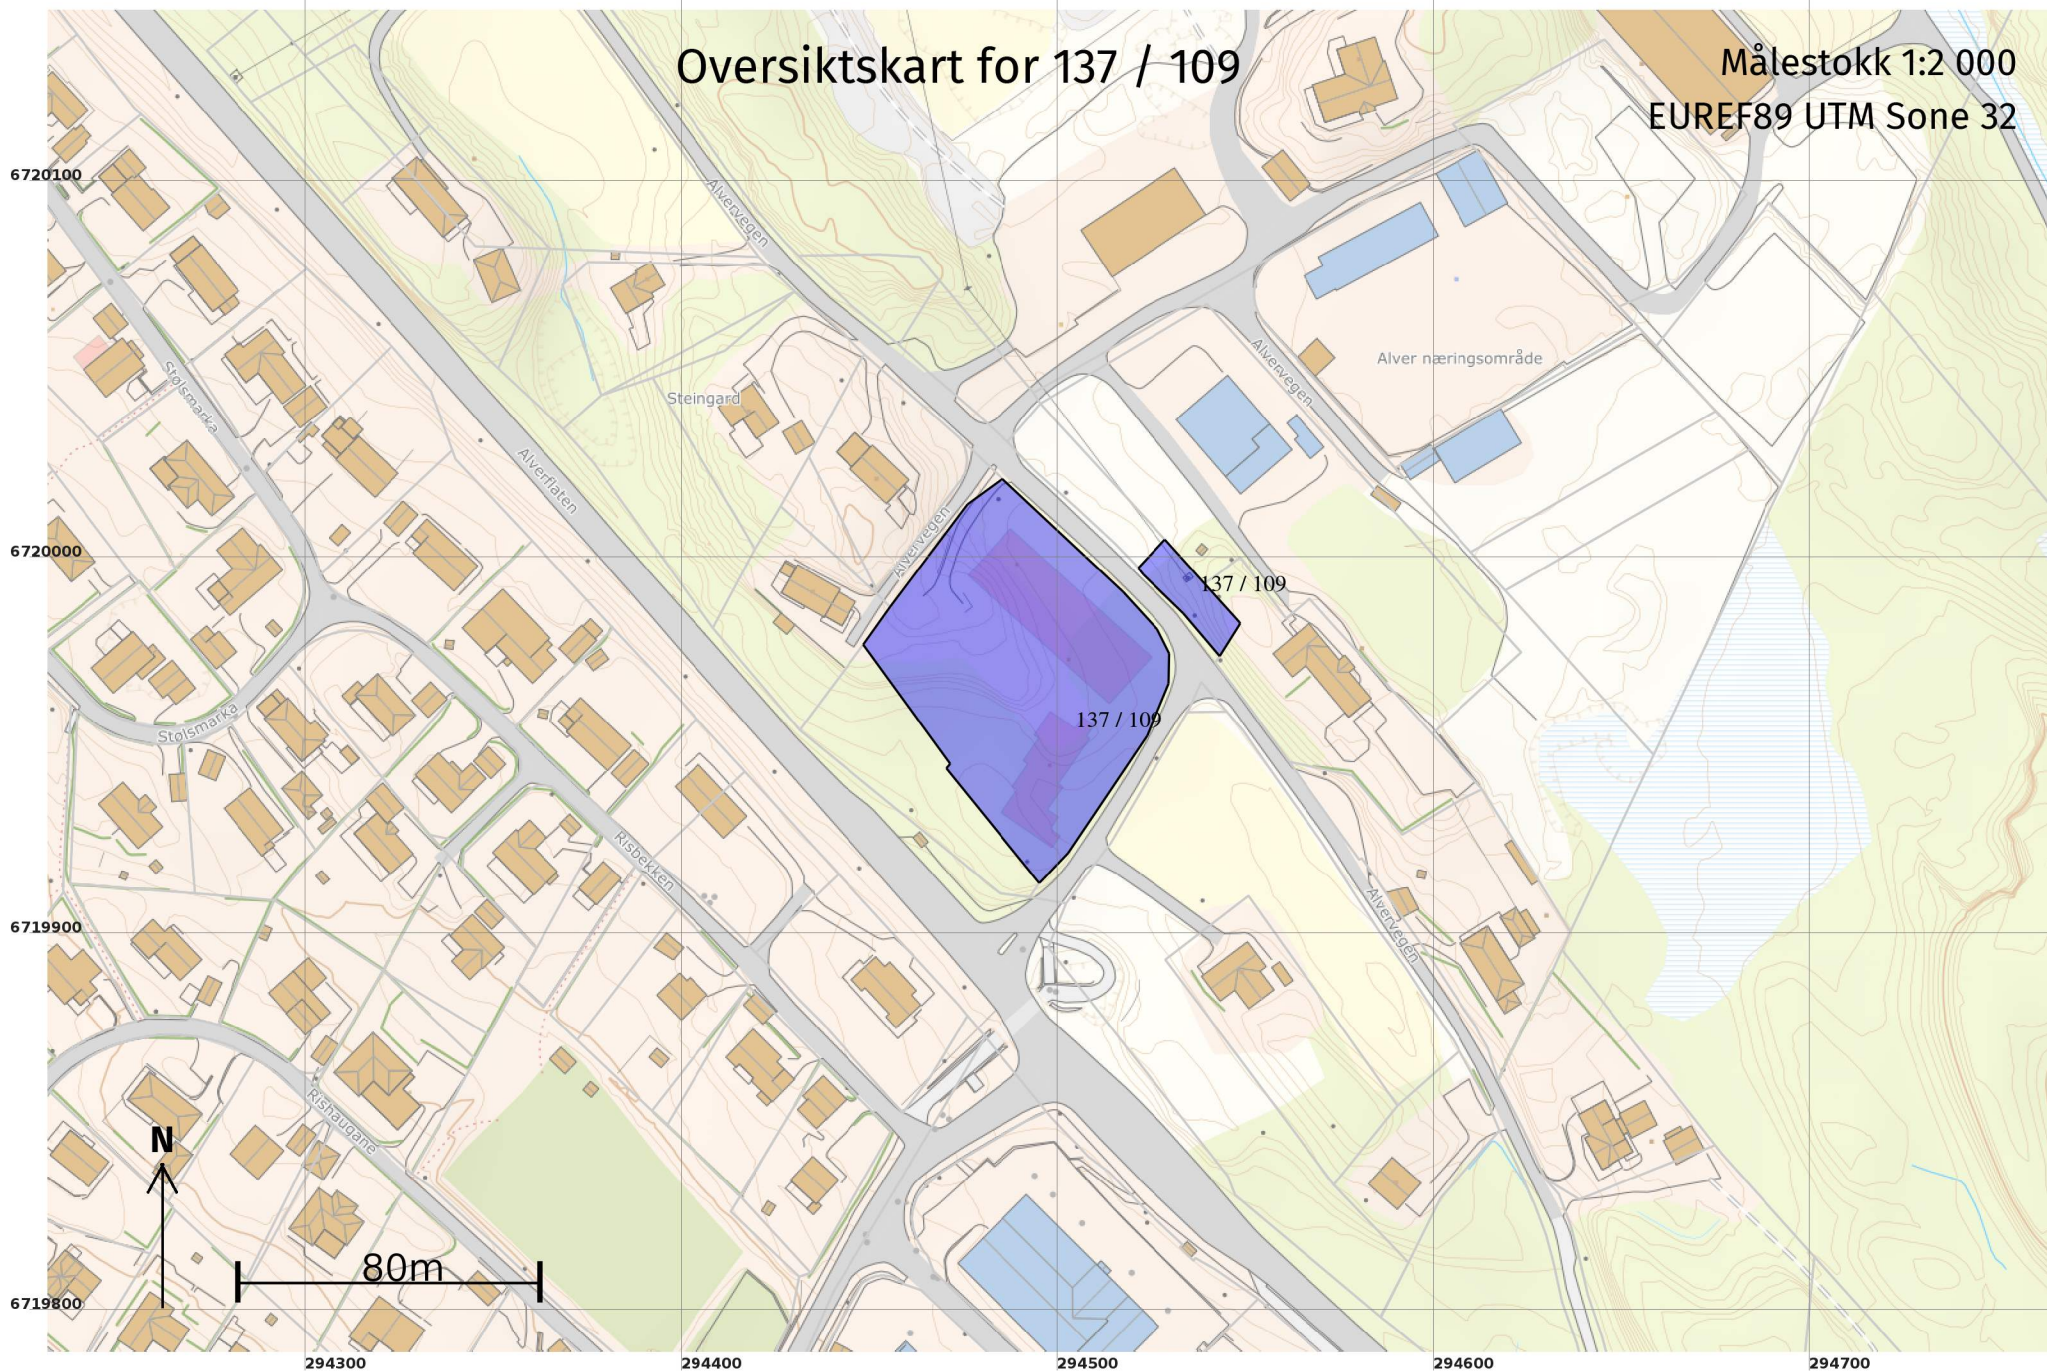 Oversiktskart for 137 / 109
Målestokk 1:2 000
EUREF89 UTM Sone 32
6720100
Alvervegen
Alver næringsområde
Alvervegen
Stølsmarka
Steingard
Alverflaten
Alvervegen
6720000
137 / 109
137 / 109
Stølsmarka
Risbekken
Alvervegen
6719900
Rishaugane
N
80m
6719800
294300
294400
294500
294600
294700